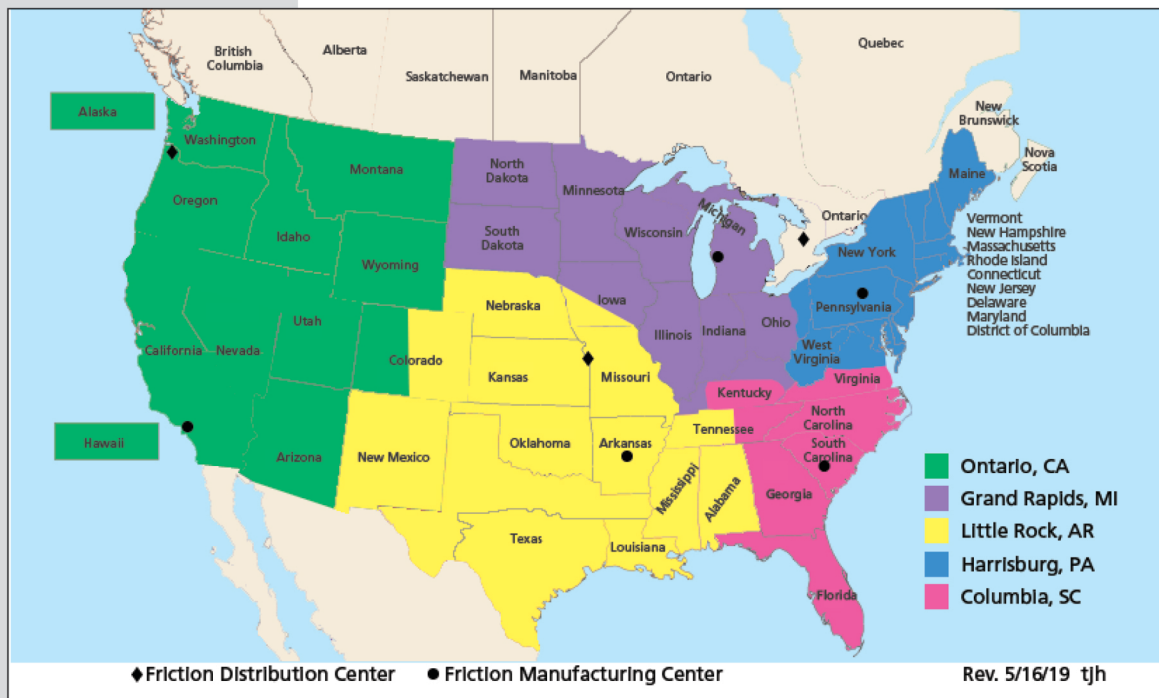 British
Columbia
Alberta
Saskatchewan
Manitoba
Ontario
Quebec
New
Brunswick
Nova
Scotia
Alaska
Washington
Montana
North
Dakota
Minnesota
Maine
Oregon
Idaho
South
Dakota
Wisconsin
Michigan
Ontario
New York
Vermont
New Hampshire
Massachusetts
Rhode Island
Connecticut
New Jersey
Delaware
Maryland
District of Columbia
Wyoming
Nebraska
Iowa
Illinois
Indiana
Ohio
Pennsylvania
West
Virginia
California
Nevada
Utah
Colorado
Kansas
Missouri
Kentucky
Virginia
Hawaii
Arizona
New Mexico
Oklahoma
Arkansas
Tennessee
North
Carolina
South
Carolina
Texas
Louisiana
Mississippi
Alabama
Georgia
Florida
Ontario, CA
Grand Rapids, MI
Little Rock, AR
Harrisburg, PA
Columbia, SC
Friction Distribution Center
Friction Manufacturing Center
Rev. 5/16/19 tjh